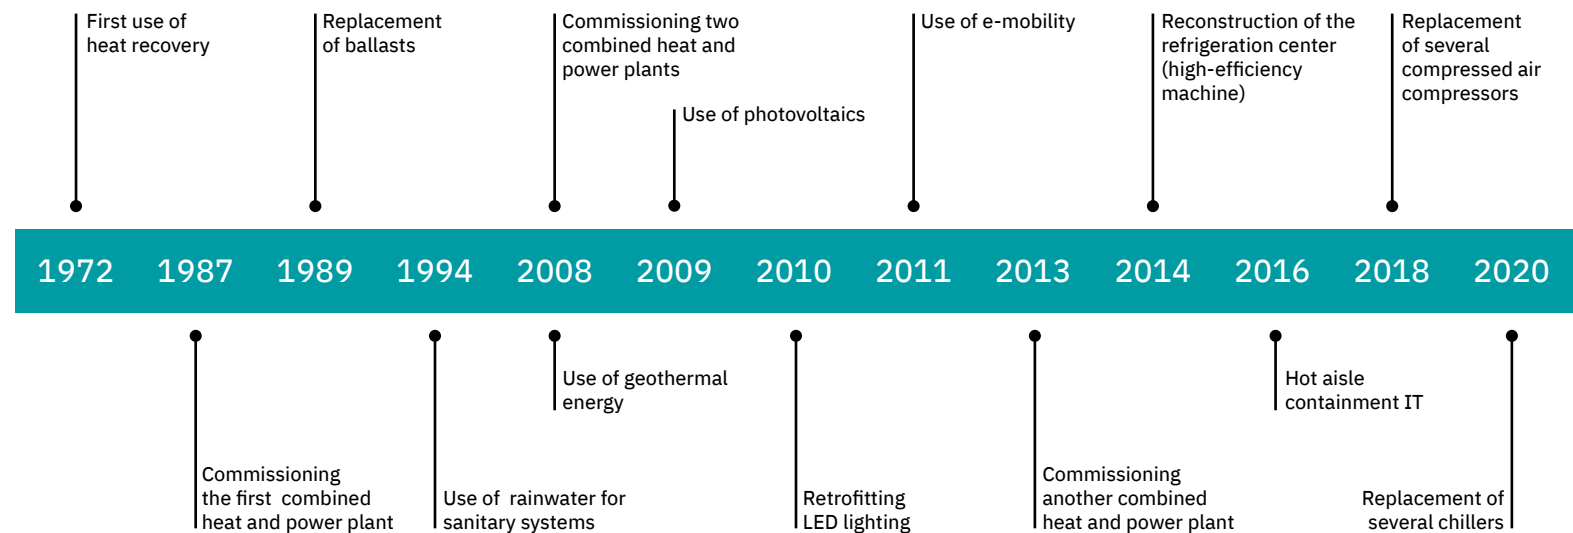 First use of
heat recovery
Replacement
of ballasts
Commissioning two
combined heat and
power plants
Use of photovoltaics
Use of e-mobility
Reconstruction of the
refrigeration center
(high-efficiency
machine)
Replacement
of several
compressed air
compressors
1972 1987 1989 1994 2008 2009 2010 2011 2013 2014 2016 2018 2020
Commissioning
the first combined
heat and power plant
Use of rainwater for
sanitary systems
Use of geothermal
energy
Retrofitting
LED lighting
Commissioning
another combined
heat and power plant
Hot aisle
containment IT
Replacement of
several chillers